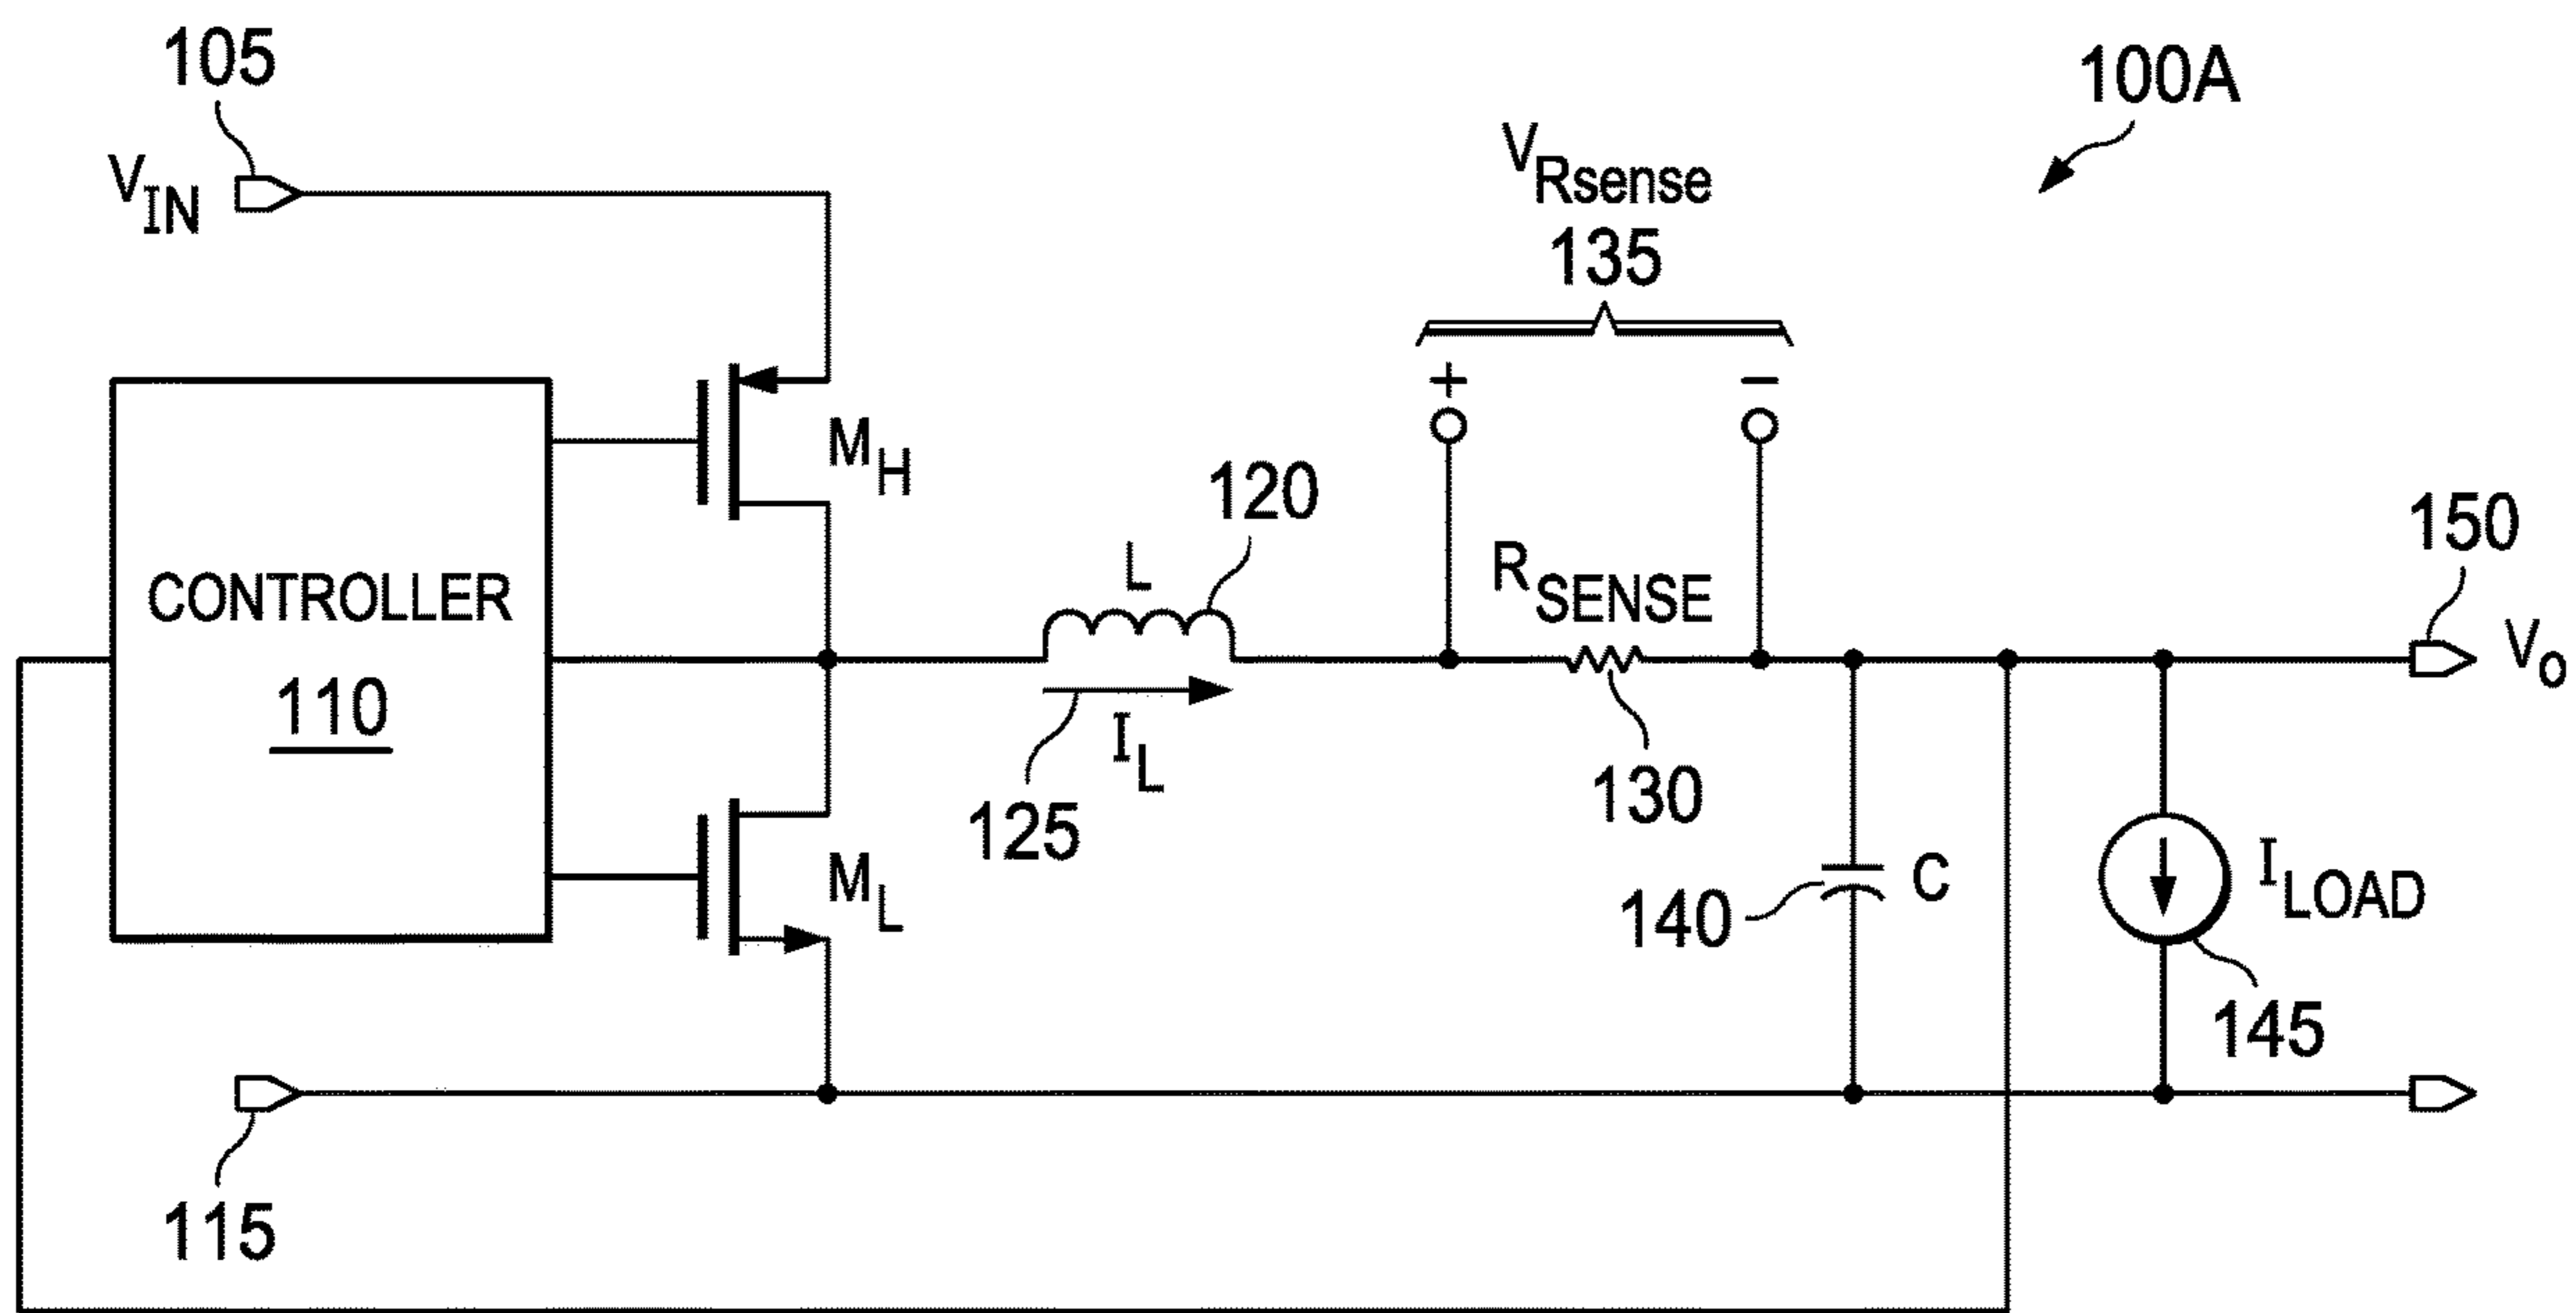 105
100A
VIN
VRsense
135
+ −
MH
120
L
RSENSE
150
Vo
CONTROLLER
110
IL
125
130
ML
140
C
ILOAD
145
115